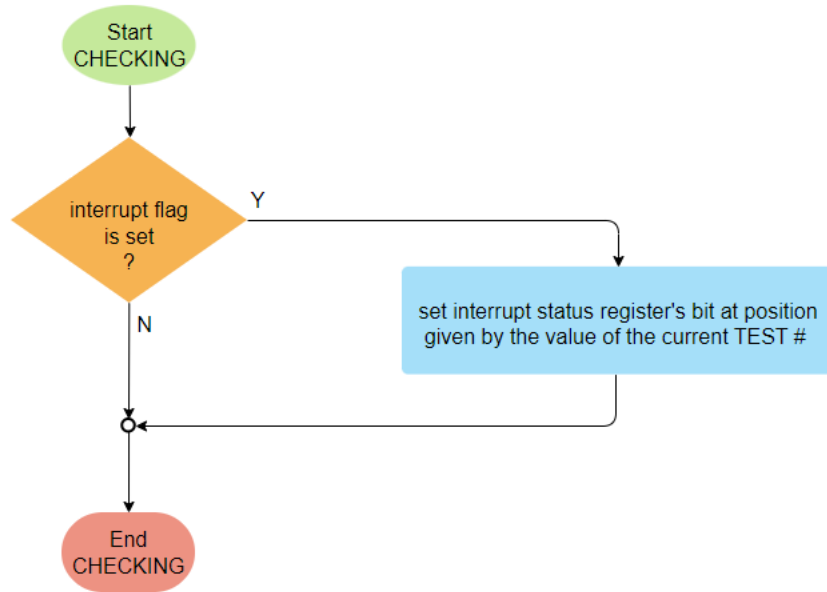 Start
CHECKING
interrupt flag
is set
?
Y
N
set interrupt status register's bit at position
given by the value of the current TEST #
End
CHECKING